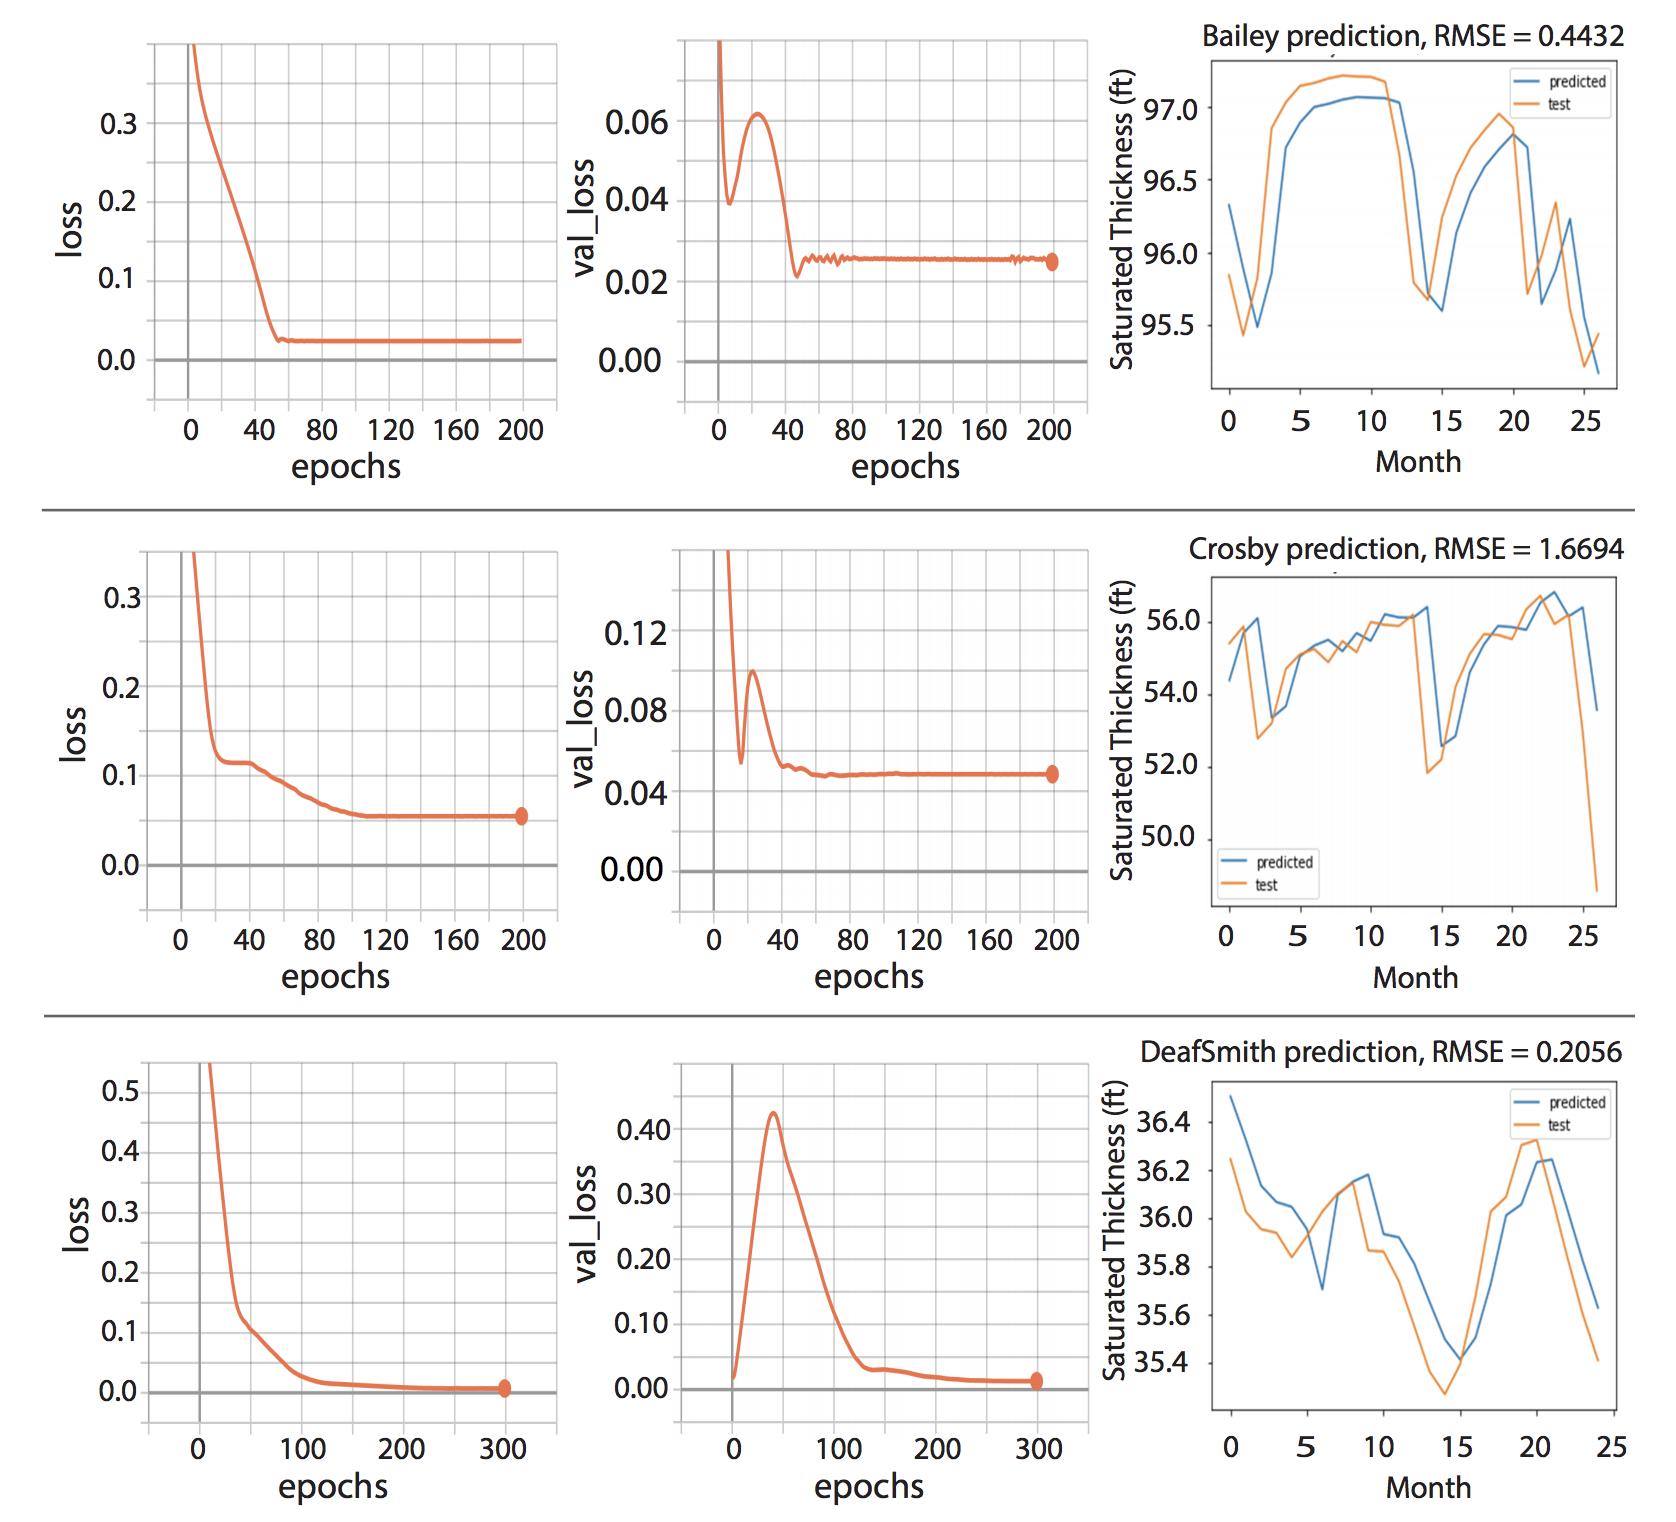 Bailey prediction, RMSE = 0.4432
loss
0.3
0.2
0.1
0.0
0 40 80 120 160 200
epochs
val_loss
0.06
0.04
0.02
0.00
0 40 80 120 160 200
epochs
Saturated Thickness (ft)
97.0
96.5
96.0
95.5
predicted
test
0 5 10 15 20 25
Month
Crosby prediction, RMSE = 1.6694
loss
0.3
0.2
0.1
0.0
0 40 80 120 160 200
epochs
val_loss
0.12
0.08
0.04
0.00
0 40 80 120 160 200
epochs
Saturated Thickness (ft)
56.0
54.0
52.0
50.0
predicted
test
0 5 10 15 20 25
Month
DeafSmith prediction, RMSE = 0.2056
loss
0.5
0.4
0.3
0.2
0.1
0.0
0 100 200 300
epochs
val_loss
0.40
0.30
0.20
0.10
0.00
0 100 200 300
epochs
Saturated Thickness (ft)
36.4
36.2
36.0
35.8
35.6
35.4
predicted
test
0 5 10 15 20 25
Month